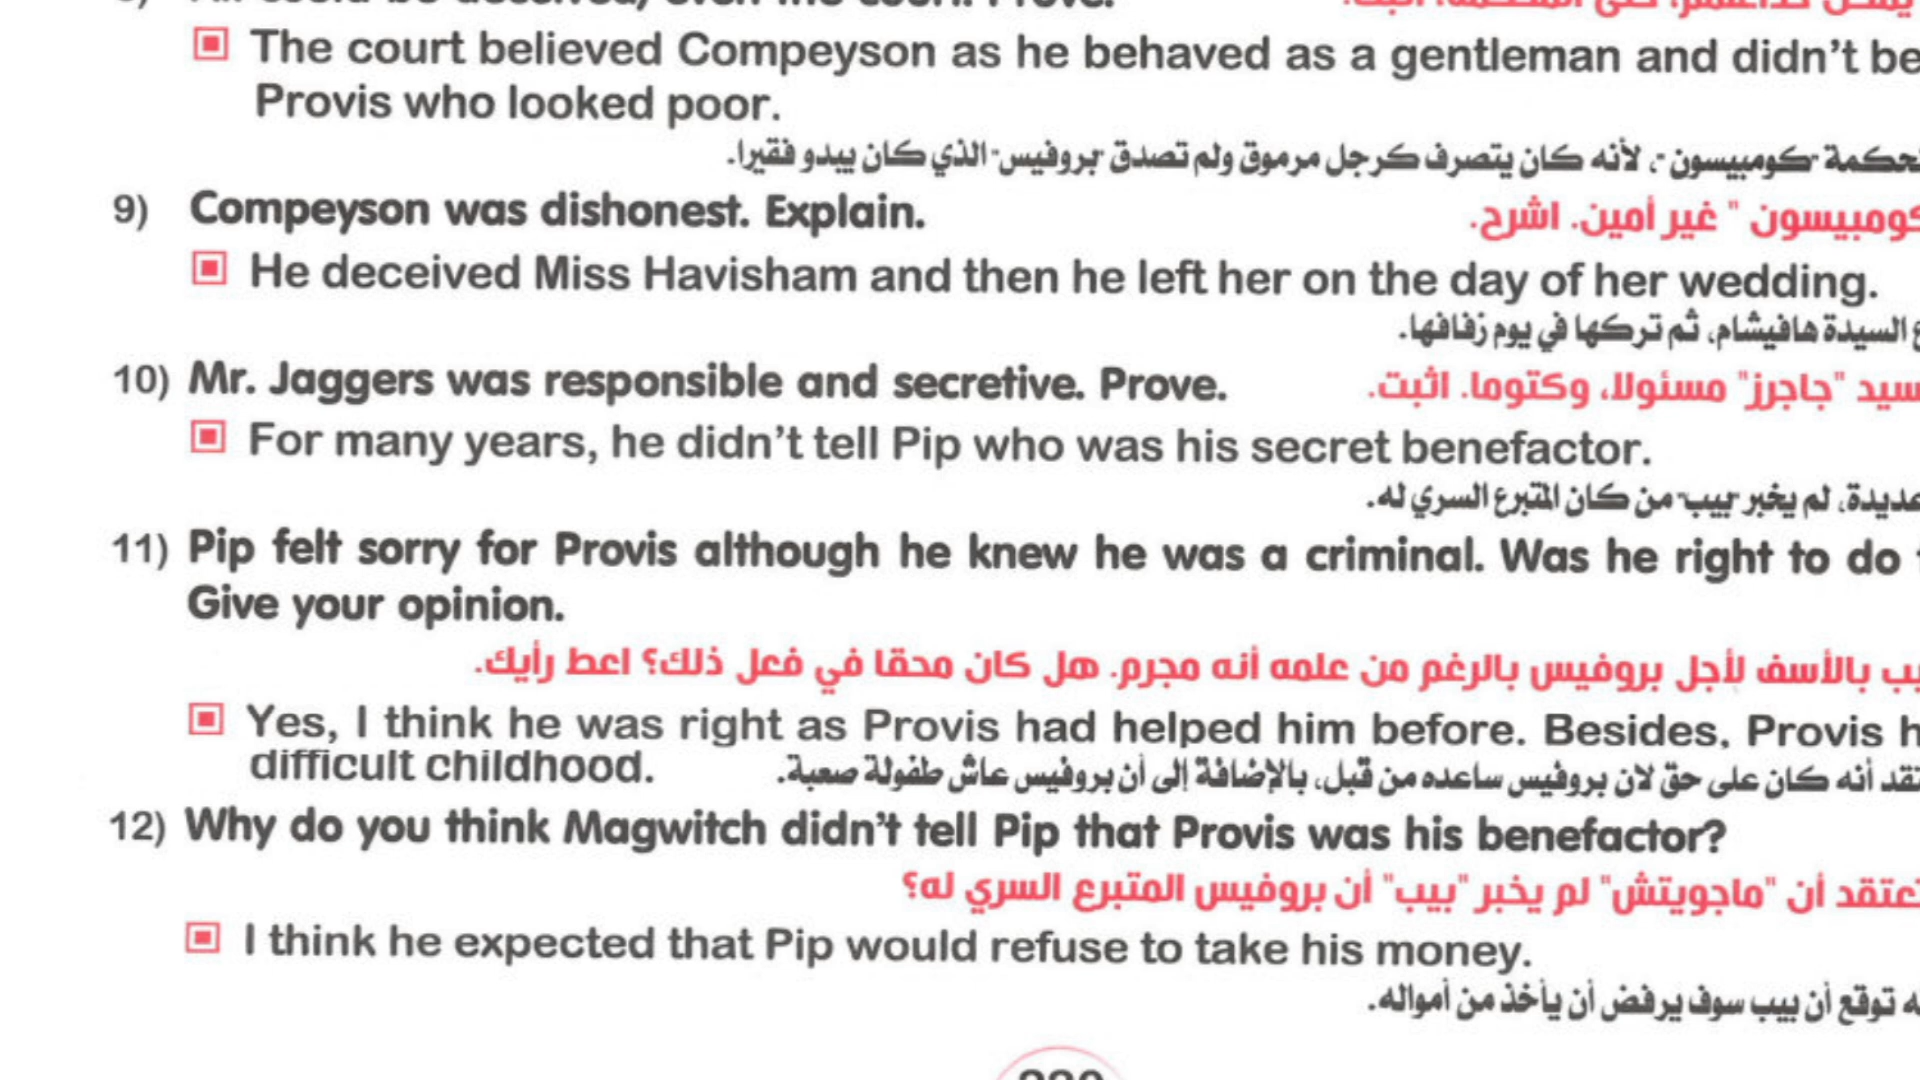 The court believed Compeyson as he behaved as a gentleman and didn't be
Provis who looked poor.
"كومبيسون"، لأنه كان يتصرف كرجل مرموق ولم تصدق "بروفيس" الذي كان يبدو فقيرا.
9) Compeyson was dishonest. Explain. كومبيسون " غير أمين. اشرح.
He deceived Miss Havisham and then he left her on the day of her wedding.
ع السيدة هافيشام، ثم تركها في يوم زفافها.
10) Mr. Jaggers was responsible and secretive. Prove. سيد "جاجرز" مسئولا، وكتوما. اثبت.
For many years, he didn't tell Pip who was his secret benefactor.
عديدة، لم يخبر "بيب" من كان المتبرع السري له.
11) Pip felt sorry for Provis although he knew he was a criminal. Was he right to do
Give your opinion.
يب بالأسف لأجل بروفيس بالرغم من علمه أنه مجرم. هل كان محقا في فعل ذلك؟ اعط رأيك.
Yes, I think he was right as Provis had helped him before. Besides, Provis h
difficult childhood. تقد أنه كان على حق لان بروفيس ساعده من قبل، بالإضافة إلى أن بروفيس عاش طفولة صعبة.
12) Why do you think Magwitch didn't tell Pip that Provis was his benefactor?
تعتقد أن "ماجويتش" لم يخبر "بيب" أن بروفيس المتبرع السري له؟
I think he expected that Pip would refuse to take his money.
ه توقع أن بيب سوف يرفض أن يأخذ من أمواله.